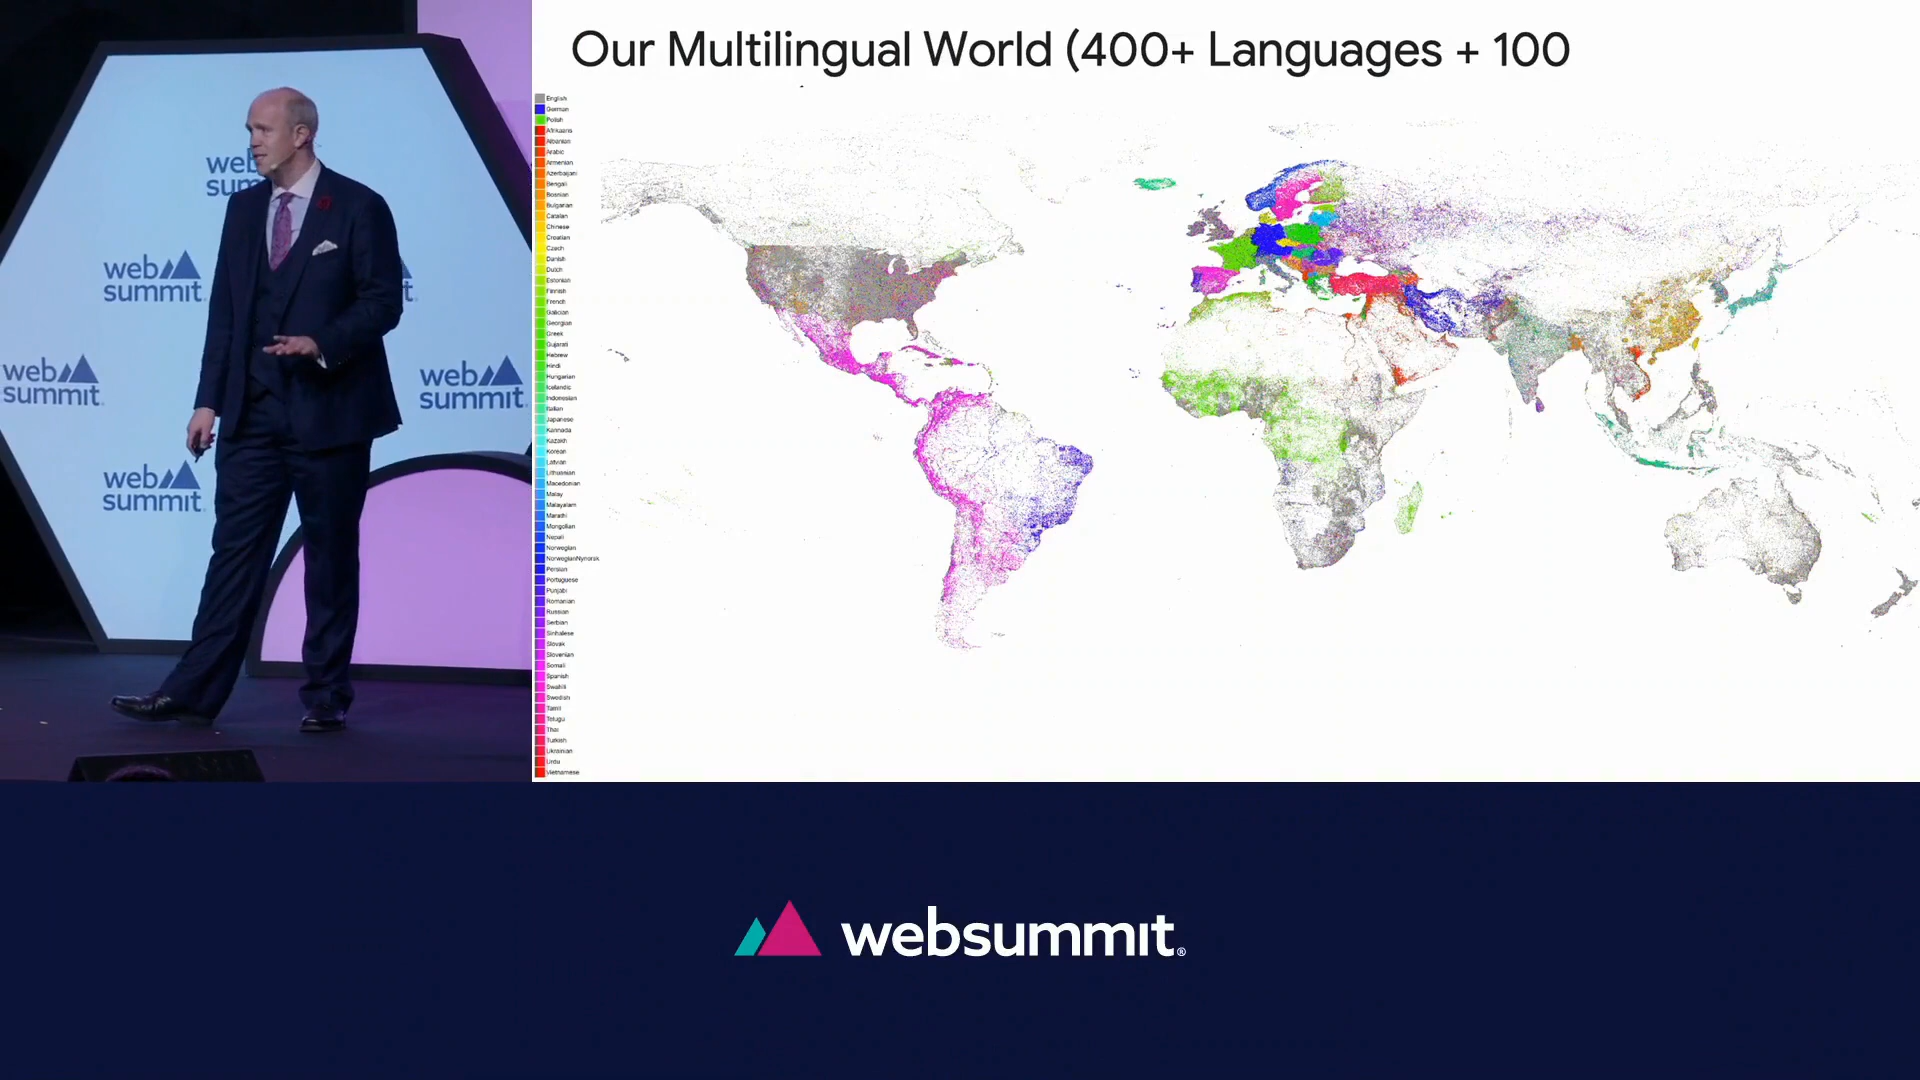 Our Multilingual World (400+ Languages + 100
English
German
Polish
Afrikaans
Albanian
Arabic
Armenian
Azerbaijani
Bengali
Bosnian
Bulgarian
Catalan
Chinese
Croatian
Czech
Danish
Dutch
Estonian
Finnish
French
Galician
Georgian
Greek
Gujarati
Hebrew
Hindi
Hungarian
Icelandic
Indonesian
Italian
Japanese
Kannada
Kazakh
Korean
Latvian
Lithuanian
Macedonian
Malay
Malayalam
Marathi
Mongolian
Nepali
Norwegian
NorwegianNynorsk
Persian
Portuguese
Punjabi
Romanian
Russian
Serbian
Sinhalese
Slovak
Slovenian
Somali
Spanish
Swahili
Swedish
Tamil
Telugu
Thai
Turkish
Ukrainian
Urdu
Vietnamese
web
sum
web
summit.
t.
web
summit.
web
summit.
web
summit.
websummit.®